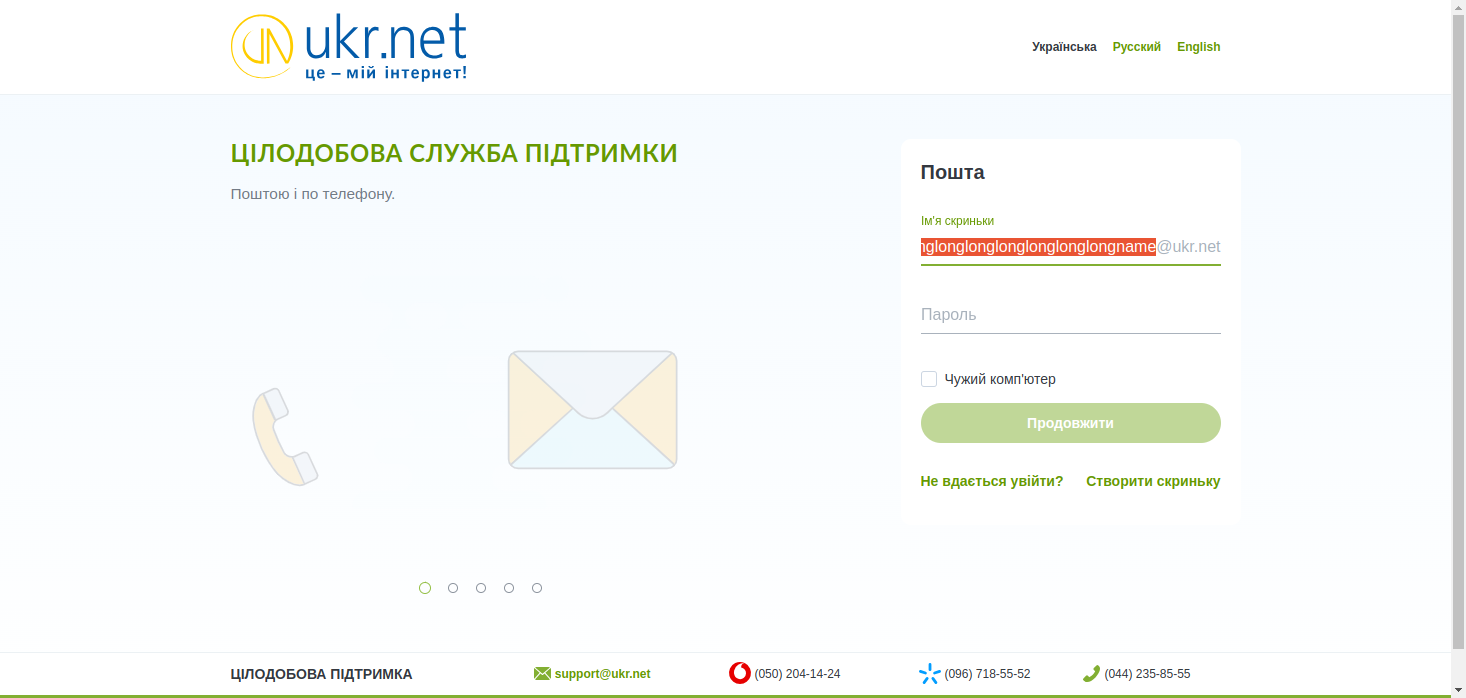 ukr.net
це – мій інтернет!
Українська Русский English
ЦІЛОДОБОВА СЛУЖБА ПІДТРИМКИ
Поштою і по телефону.
Пошта
Ім'я скриньки
nglonglonglonglonglonglongname@ukr.net
Пароль
Чужий комп'ютер
Продовжити
Не вдається увійти? Створити скриньку
ЦІЛОДОБОВА ПІДТРИМКА support@ukr.net (050) 204-14-24 (096) 718-55-52 (044) 235-85-55